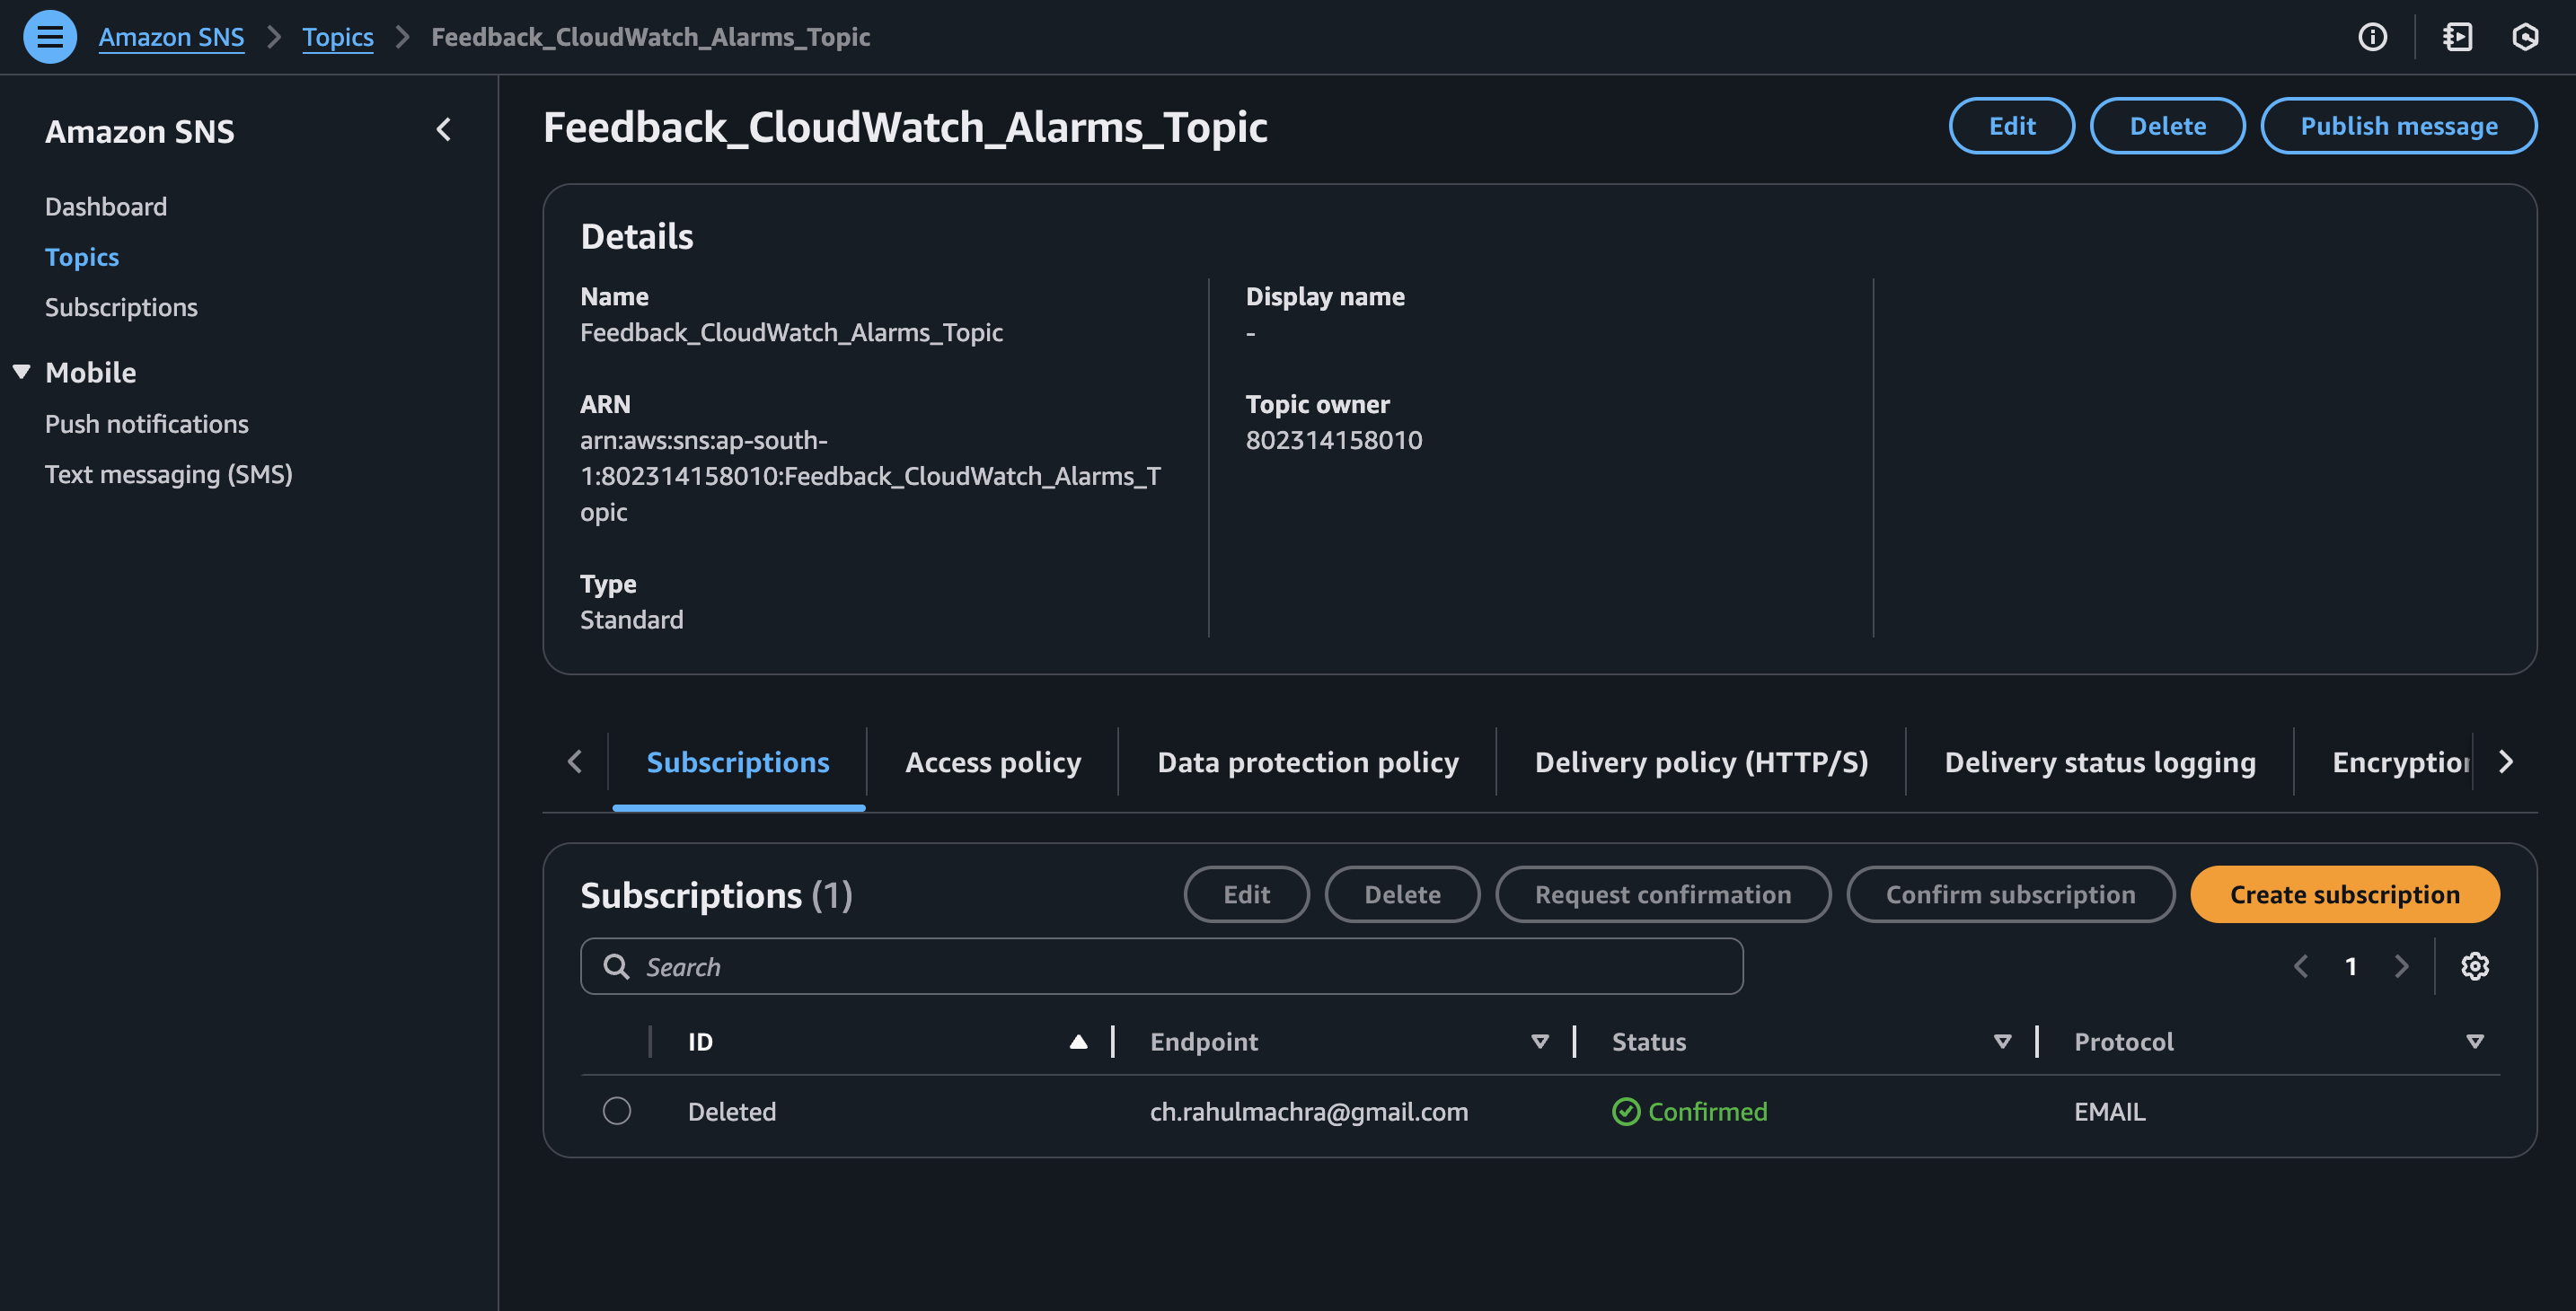 Amazon SNS > Topics > Feedback_CloudWatch_Alarms_Topic
Amazon SNS
Dashboard
Topics
Subscriptions
Mobile
Push notifications
Text messaging (SMS)
Feedback_CloudWatch_Alarms_Topic
Edit
Delete
Publish message
Details
Name
Feedback_CloudWatch_Alarms_Topic
ARN
arn:aws:sns:ap-south-
1:802314158010:Feedback_CloudWatch_Alarms_T
opic
Type
Standard
Display name
-
Topic owner
802314158010
Subscriptions
Access policy
Data protection policy
Delivery policy (HTTP/S)
Delivery status logging
Encryption
Subscriptions (1)
Edit
Delete
Request confirmation
Confirm subscription
Create subscription
Search
1
ID
Endpoint
Status
Protocol
Deleted
ch.rahulmachra@gmail.com
Confirmed
EMAIL